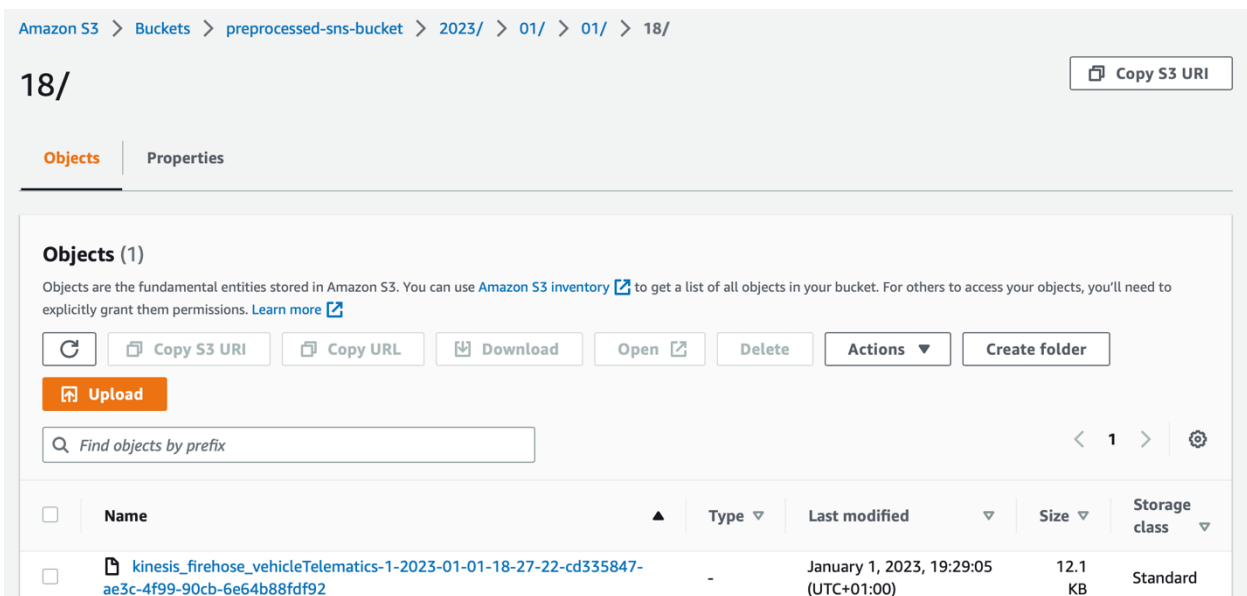 Amazon S3 > Buckets > preprocessed-sns-bucket > 2023/ > 01/ > 01/ > 18/
18/
Copy S3 URI
Objects
Properties
Objects (1)
Objects are the fundamental entities stored in Amazon S3. You can use Amazon S3 inventory to get a list of all objects in your bucket. For others to access your objects, you'll need to
explicitly grant them permissions. Learn more
Copy S3 URI Copy URL Download Open Delete Actions Create folder
Upload
Find objects by prefix
< 1 >
Name Type Last modified Size Storage
class
kinesis_firehose_vehicleTelematics-1-2023-01-01-18-27-22-cd335847-
ae3c-4f99-90cb-6e64b88fdf92
-
January 1, 2023, 19:29:05
(UTC+01:00)
12.1
KB
Standard